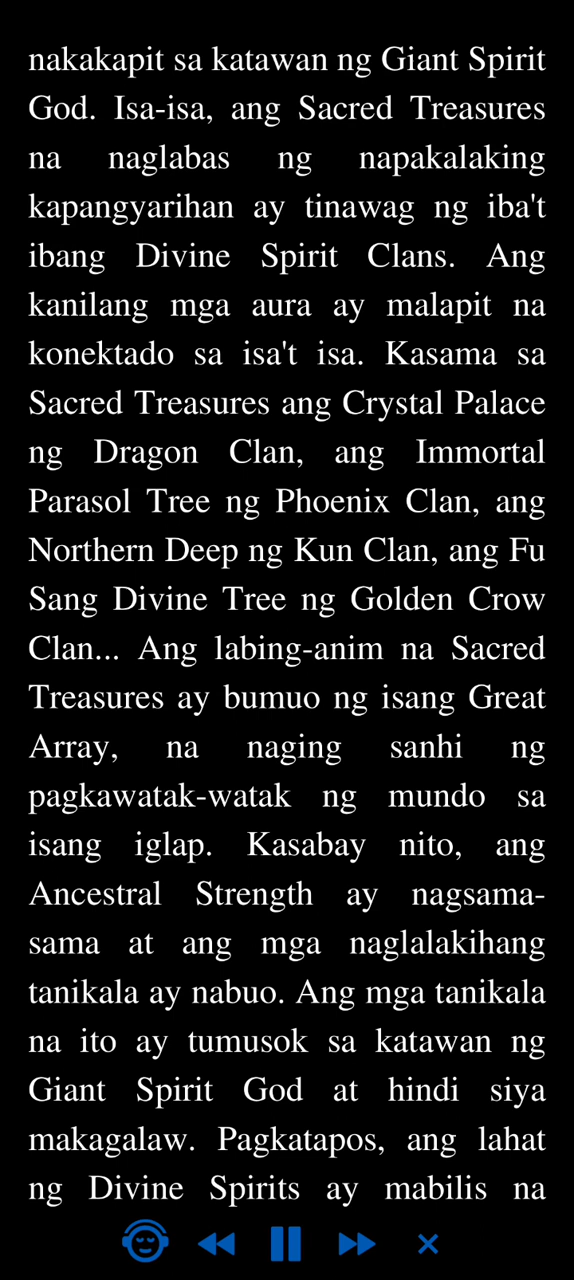 nakakapit sa katawan ng Giant Spirit
God. Isa-isa, ang Sacred Treasures
na naglabas ng napakalaking
kapangyarihan ay tinawag ng iba't
ibang Divine Spirit Clans. Ang
kanilang mga aura ay malapit na
konektado sa isa't isa. Kasama sa
Sacred Treasures ang Crystal Palace
ng Dragon Clan, ang Immortal
Parasol Tree ng Phoenix Clan, ang
Northern Deep ng Kun Clan, ang Fu
Sang Divine Tree ng Golden Crow
Clan... Ang labing-anim na Sacred
Treasures ay bumuo ng isang Great
Array, na naging sanhi ng
pagkawatak-watak ng mundo sa
isang iglap. Kasabay nito, ang
Ancestral Strength ay nagsama-
sama at ang mga naglalakihang
tanikala ay nabuo. Ang mga tanikala
na ito ay tumusok sa katawan ng
Giant Spirit God at hindi siya
makagalaw. Pagkatapos, ang lahat
ng Divine Spirits ay mabilis na